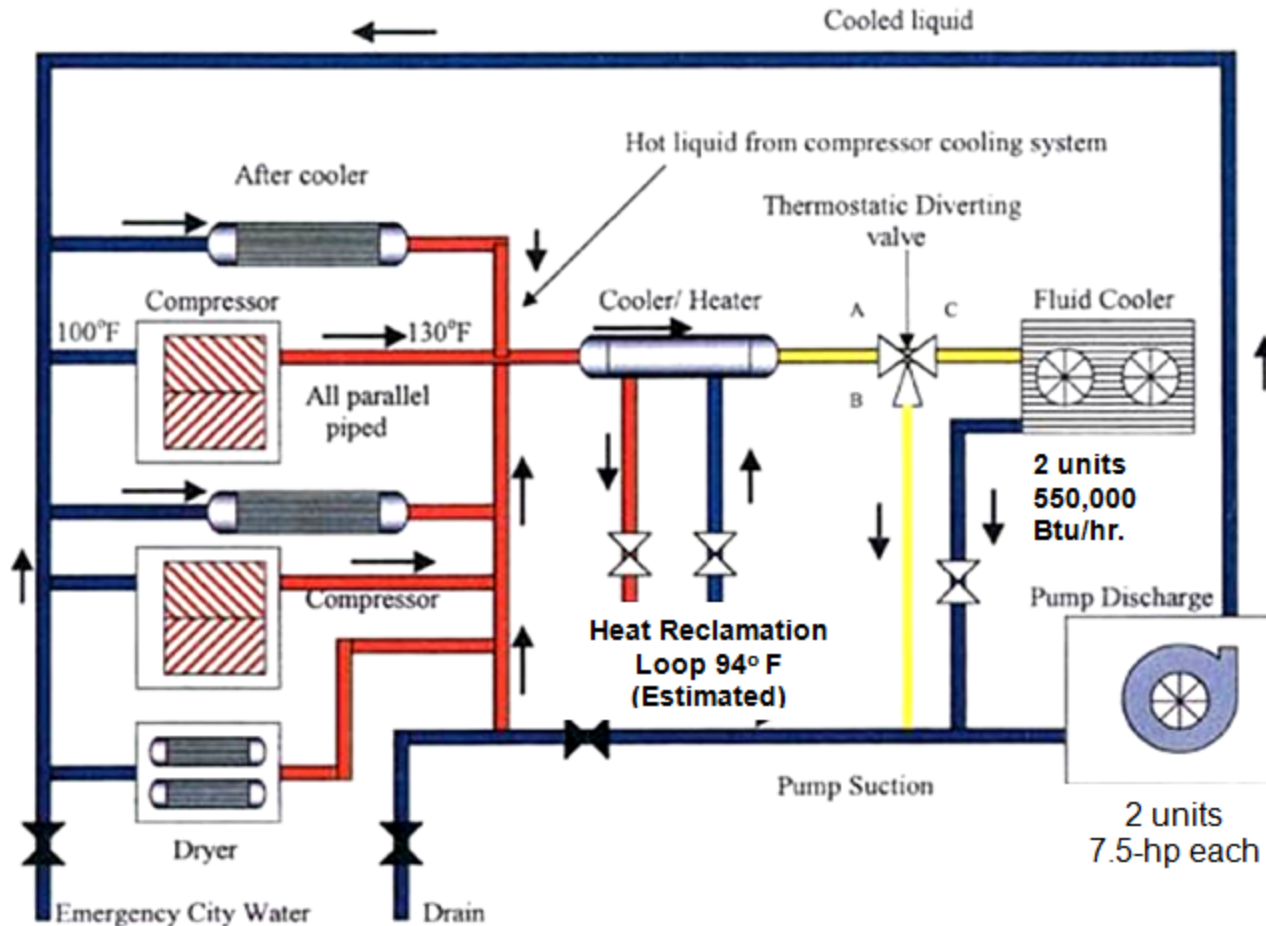 Cooled liquid
Hot liquid from compressor cooling system
After cooler
Thermostatic Diverting
valve
Compressor
Cooler/ Heater
A
C
Fluid Cooler
100°F
130°F
All parallel
piped
B
2 units
550,000
Btu/hr.
Compressor
Pump Discharge
Heat Reclamation
Loop 94° F
(Estimated)
Pump Suction
2 units
7.5-hp each
Dryer
Emergency City Water
Drain